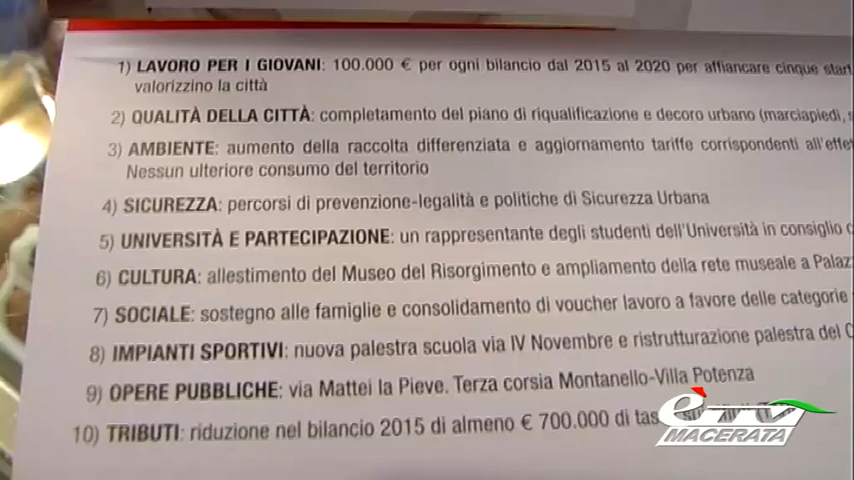 1) LAVORO PER I GIOVANI: 100.000 € per ogni bilancio dal 2015 al 2020 per affiancare cinque start
valorizzino la città
2) QUALITÀ DELLA CITTÀ: completamento del piano di riqualificazione e decoro urbano (marciapiedi,
3) AMBIENTE: aumento della raccolta differenziata e aggiornamento tariffe corrispondenti all'effet
Nessun ulteriore consumo del territorio
4) SICUREZZA: percorsi di prevenzione-legalità e politiche di Sicurezza Urbana
5) UNIVERSITÀ E PARTECIPAZIONE: un rappresentante degli studenti dell'Università in consiglio
6) CULTURA: allestimento del Museo del Risorgimento e ampliamento della rete museale a Palaz
7) SOCIALE: sostegno alle famiglie e consolidamento di voucher lavoro a favore delle categorie
8) IMPIANTI SPORTIVI: nuova palestra scuola via IV Novembre e ristrutturazione palestra del
9) OPERE PUBBLICHE: via Mattei la Pieve. Terza corsia Montanello-Villa Potenza
10) TRIBUTI: riduzione nel bilancio 2015 di almeno € 700.000 di
èTV
MACERATA